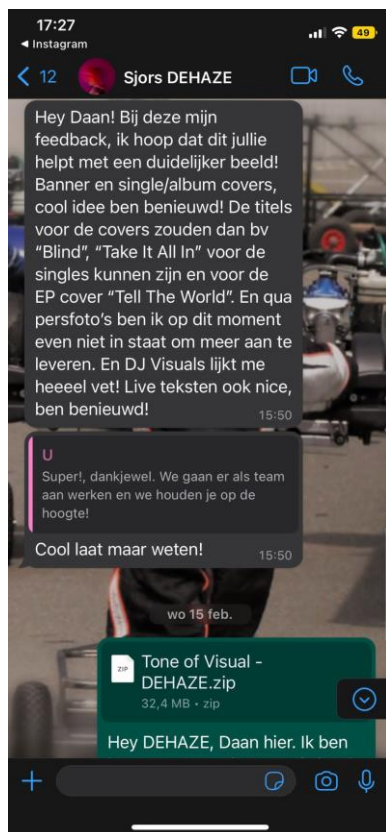 17:27
49
◄ Instagram
12
Sjors DEHAZE
Hey Daan! Bij deze mijn
feedback, ik hoop dat dit jullie
helpt met een duidelijker beeld!
Banner en single/album covers,
cool idee ben benieuwd! De titels
voor de covers zouden dan bv
“Blind”, “Take It All In” voor de
singles kunnen zijn en voor de
EP cover “Tell The World”. En qua
persfoto’s ben ik op dit moment
even niet in staat om meer aan te
leveren. En DJ Visuals lijkt me
heeeel vet! Live teksten ook nice,
ben benieuwd!
15:50
U
Super!, dankjewel. We gaan er als team
aan werken en we houden je op de
hoogte!
Cool laat maar weten!
15:50
wo 15 feb.
ZIP
Tone of Visual -
DEHAZE.zip
32,4 MB • zip
Hey DEHAZE, Daan hier. Ik ben